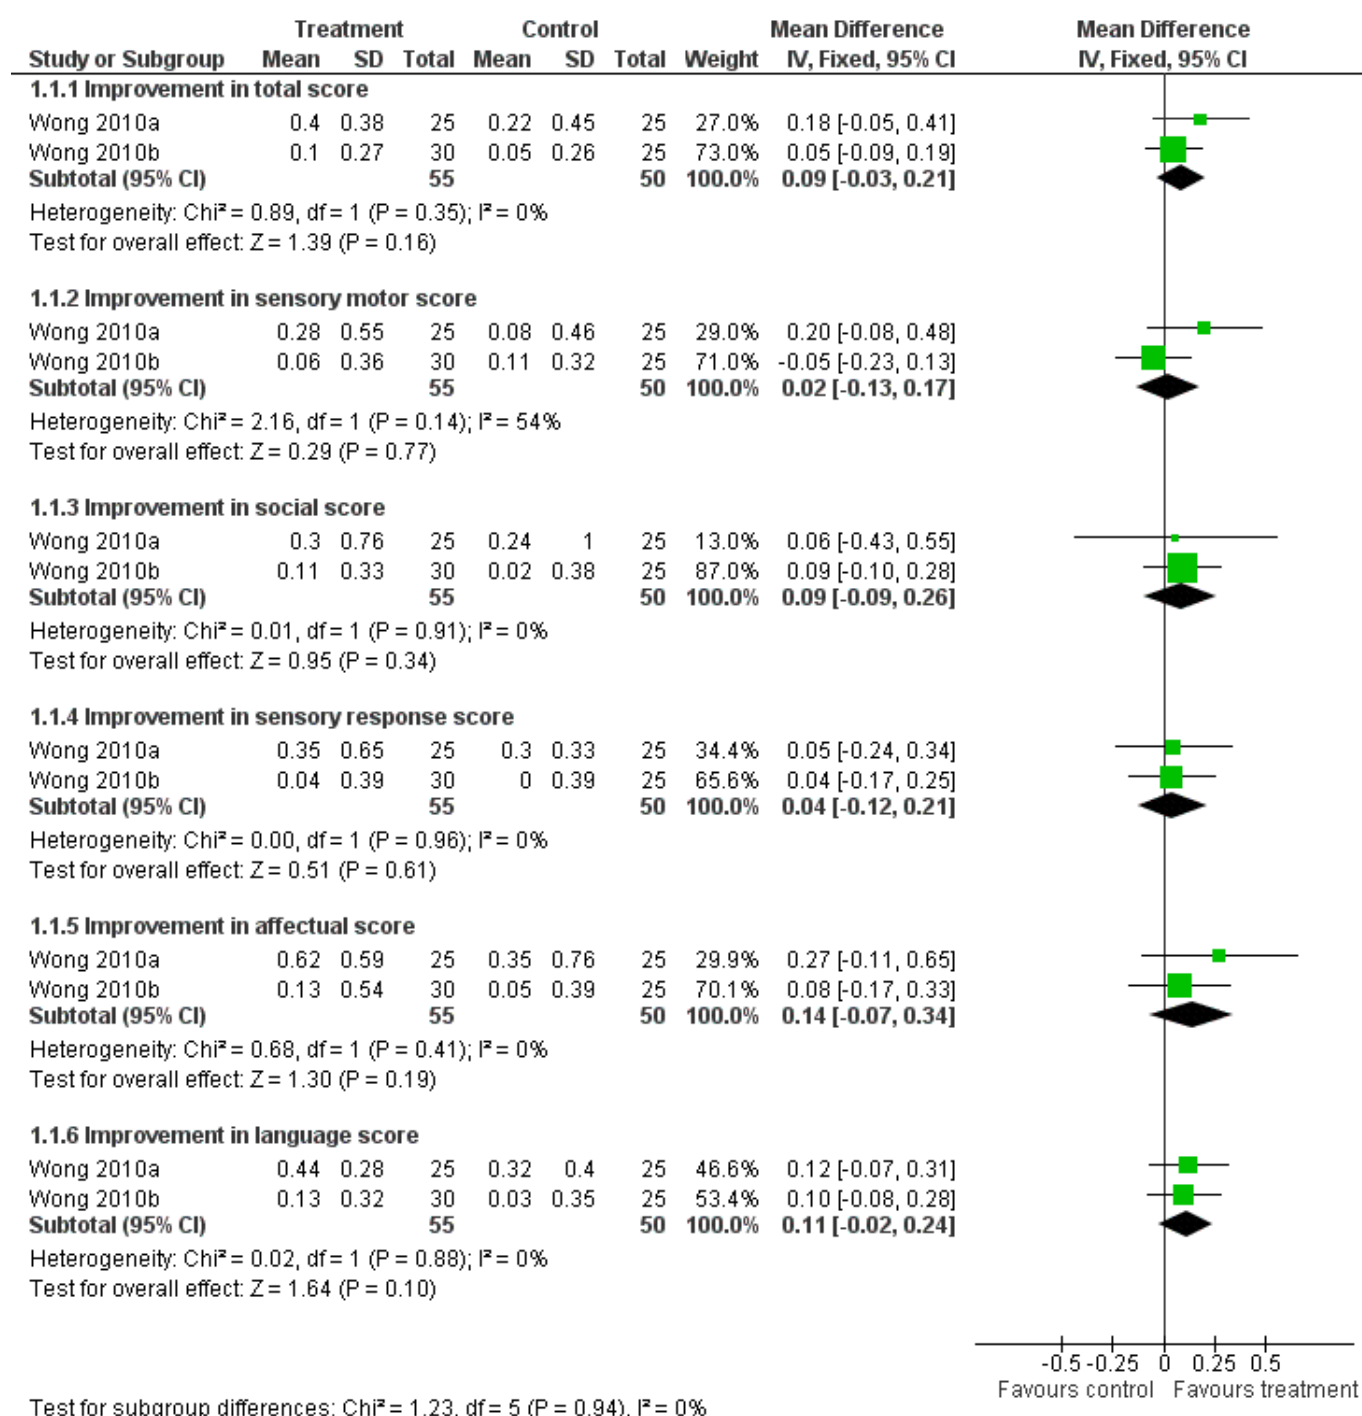 Treatment Control Mean Difference Mean Difference
Study or Subgroup Mean SD Total Mean SD Total Weight IV, Fixed, 95% CI IV, Fixed, 95% CI
1.1.1 Improvement in total score
Wong 2010a 0.4 0.38 25 0.22 0.45 25 27.0% 0.18 [-0.05, 0.41]
Wong 2010b 0.1 0.27 30 0.05 0.26 25 73.0% 0.05 [-0.09, 0.19]
Subtotal (95% CI) 55 50 100.0% 0.09 [-0.03, 0.21]
Heterogeneity: Chi² = 0.89, df = 1 (P = 0.35); I² = 0%
Test for overall effect: Z = 1.39 (P = 0.16)
1.1.2 Improvement in sensory motor score
Wong 2010a 0.28 0.55 25 0.08 0.46 25 29.0% 0.20 [-0.08, 0.48]
Wong 2010b 0.06 0.36 30 0.11 0.32 25 71.0% -0.05 [-0.23, 0.13]
Subtotal (95% CI) 55 50 100.0% 0.02 [-0.13, 0.17]
Heterogeneity: Chi² = 2.16, df = 1 (P = 0.14); I² = 54%
Test for overall effect: Z = 0.29 (P = 0.77)
1.1.3 Improvement in social score
Wong 2010a 0.3 0.76 25 0.24 1 25 13.0% 0.06 [-0.43, 0.55]
Wong 2010b 0.11 0.33 30 0.02 0.38 25 87.0% 0.09 [-0.10, 0.28]
Subtotal (95% CI) 55 50 100.0% 0.09 [-0.09, 0.26]
Heterogeneity: Chi² = 0.01, df = 1 (P = 0.91); I² = 0%
Test for overall effect: Z = 0.95 (P = 0.34)
1.1.4 Improvement in sensory response score
Wong 2010a 0.35 0.65 25 0.3 0.33 25 34.4% 0.05 [-0.24, 0.34]
Wong 2010b 0.04 0.39 30 0 0.39 25 65.6% 0.04 [-0.17, 0.25]
Subtotal (95% CI) 55 50 100.0% 0.04 [-0.12, 0.21]
Heterogeneity: Chi² = 0.00, df = 1 (P = 0.96); I² = 0%
Test for overall effect: Z = 0.51 (P = 0.61)
1.1.5 Improvement in affectual score
Wong 2010a 0.62 0.59 25 0.35 0.76 25 29.9% 0.27 [-0.11, 0.65]
Wong 2010b 0.13 0.54 30 0.05 0.39 25 70.1% 0.08 [-0.17, 0.33]
Subtotal (95% CI) 55 50 100.0% 0.14 [-0.07, 0.34]
Heterogeneity: Chi² = 0.68, df = 1 (P = 0.41); I² = 0%
Test for overall effect: Z = 1.30 (P = 0.19)
1.1.6 Improvement in language score
Wong 2010a 0.44 0.28 25 0.32 0.4 25 46.6% 0.12 [-0.07, 0.31]
Wong 2010b 0.13 0.32 30 0.03 0.35 25 53.4% 0.10 [-0.08, 0.28]
Subtotal (95% CI) 55 50 100.0% 0.11 [-0.02, 0.24]
Heterogeneity: Chi² = 0.02, df = 1 (P = 0.88); I² = 0%
Test for overall effect: Z = 1.64 (P = 0.10)
-0.5 -0.25 0 0.25 0.5
Favours control Favours treatment
Test for subgroup differences: Chi² = 1.23, df = 5 (P = 0.94), I² = 0%